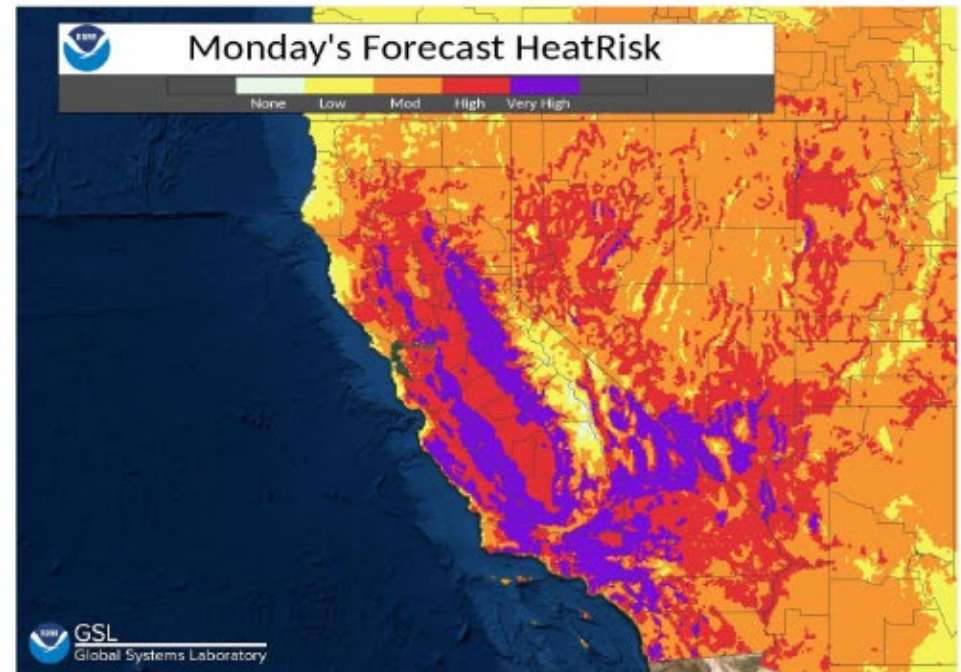 Monday's Forecast HeatRisk
None Low Mod High Very High
GSL
Global Systems Laboratory